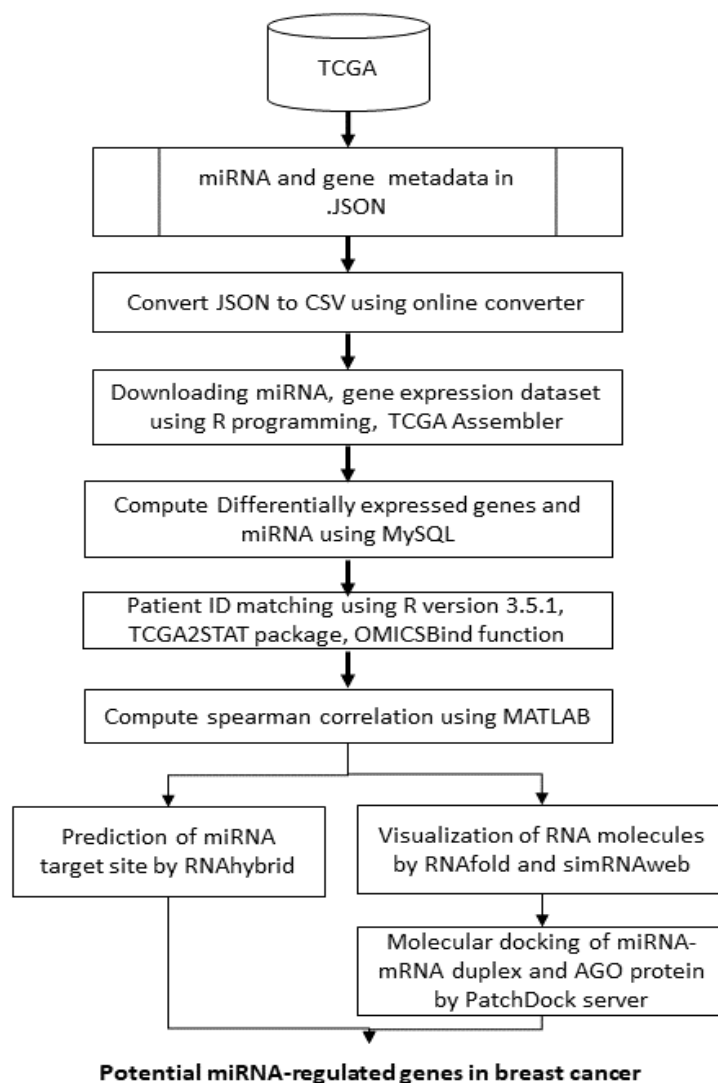 TCGA
miRNA and gene metadata in
.JSON
Convert JSON to CSV using online converter
Downloading miRNA, gene expression dataset
using R programming, TCGA Assembler
Compute Differentially expressed genes and
miRNA using MySQL
Patient ID matching using R version 3.5.1,
TCGA2STAT package, OMICSBind function
Compute spearman correlation using MATLAB
Prediction of miRNA
target site by RNAhybrid
Visualization of RNA molecules
by RNAfold and simRNAweb
Molecular docking of miRNA-
mRNA duplex and AGO protein
by PatchDock server
Potential miRNA-regulated genes in breast cancer